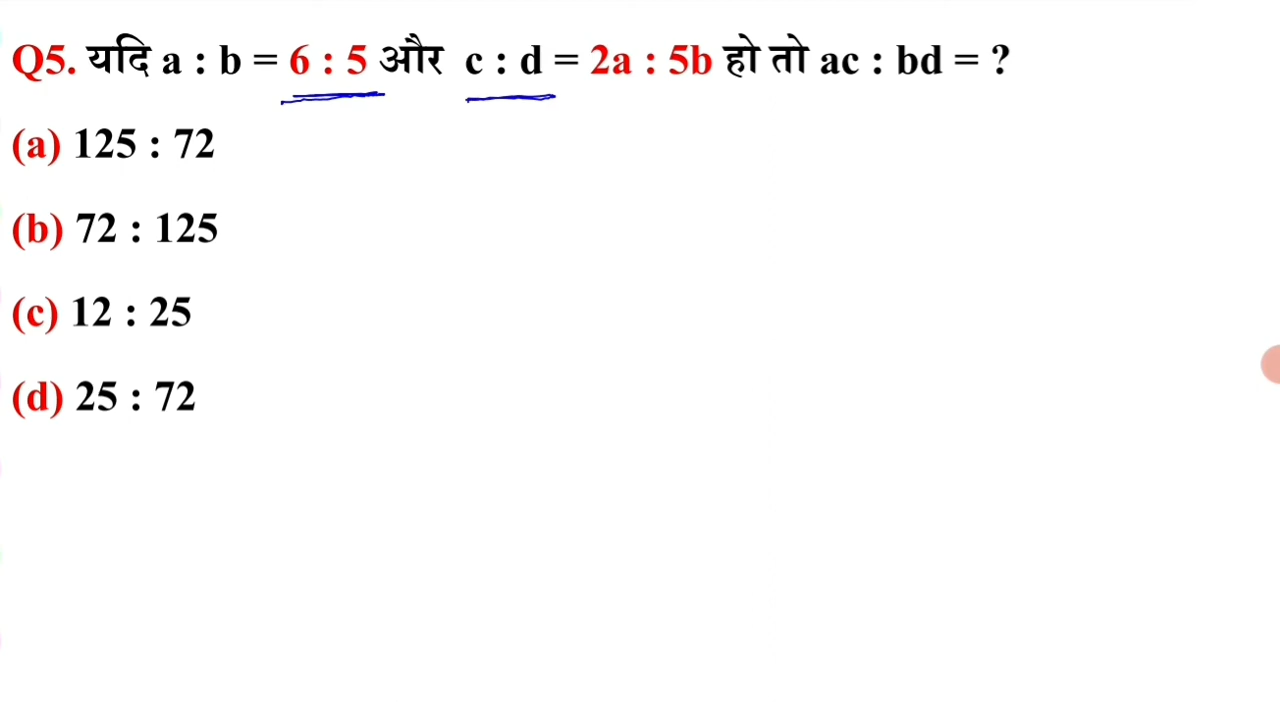 Q5. यदि a : b = 6 : 5 और c : d = 2a : 5b हो तो ac : bd = ?
(a) 125 : 72
(b) 72 : 125
(c) 12 : 25
(d) 25 : 72